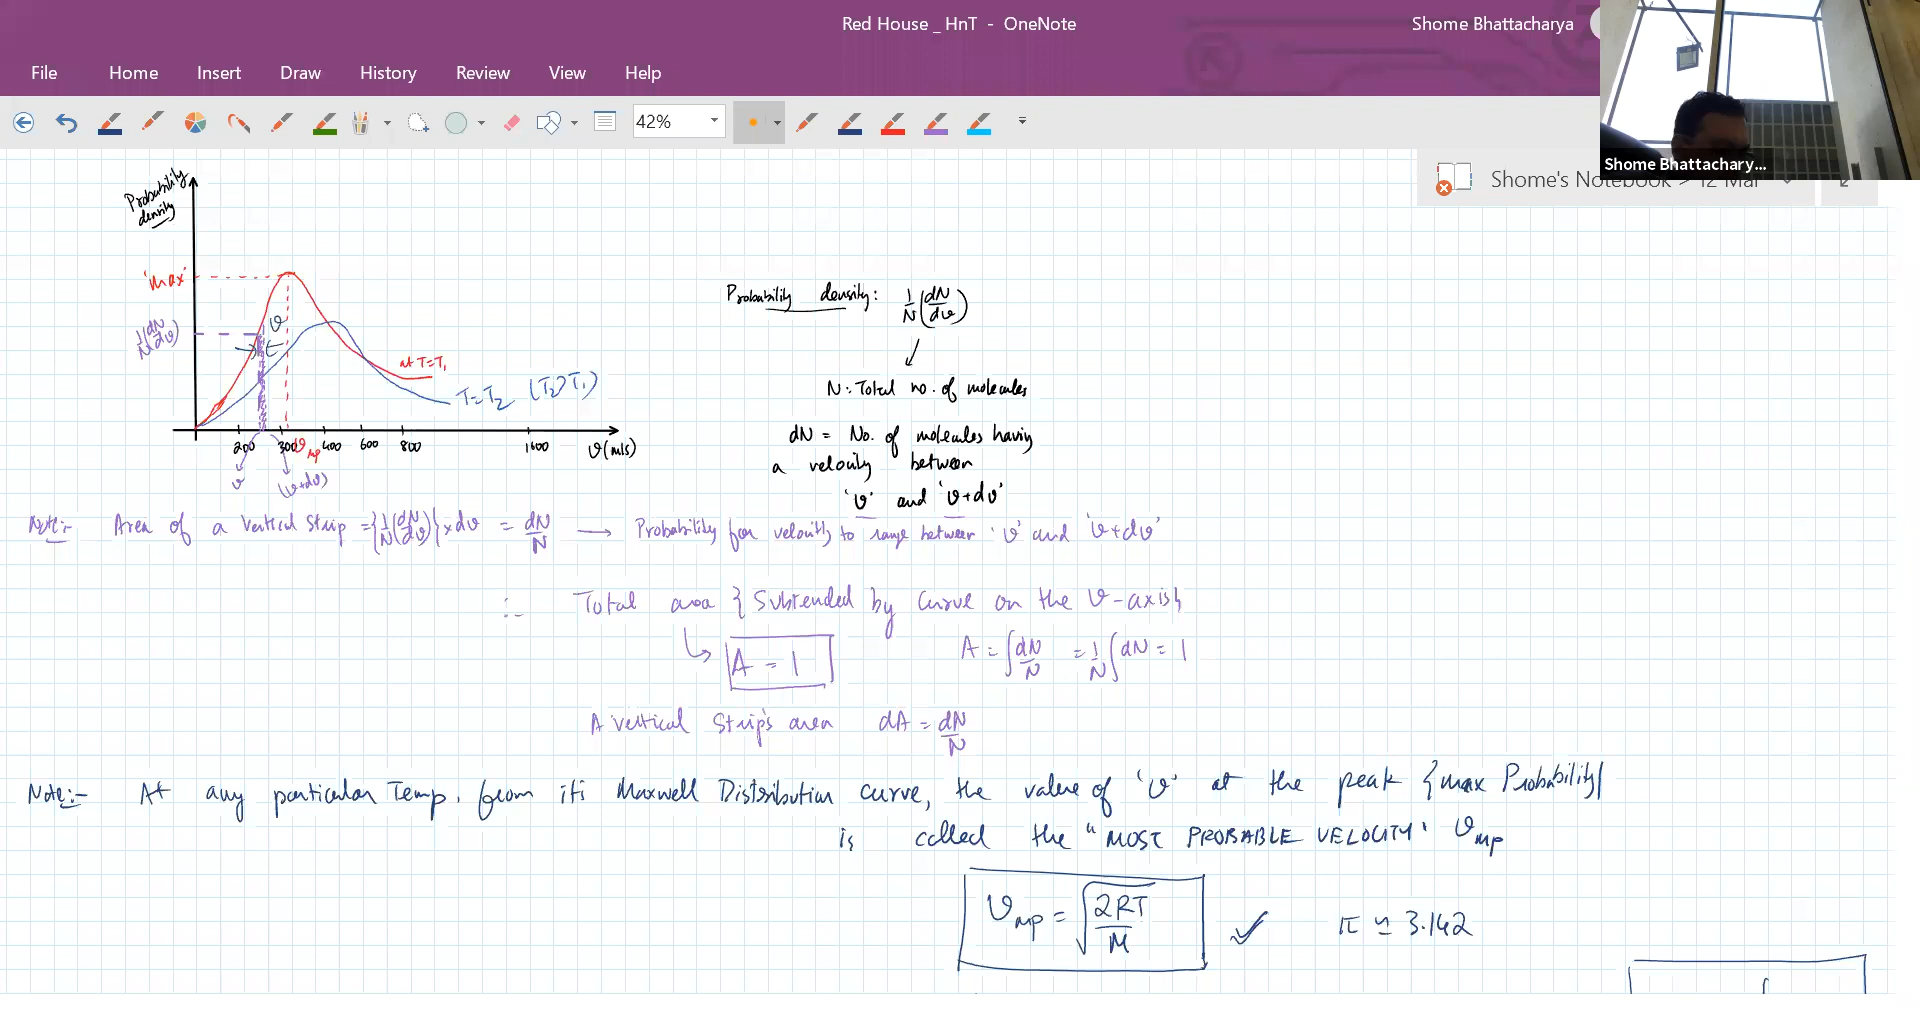 Red House _ HnT - OneNote
Shome Bhattacharya
File Home Insert Draw History Review View Help
42%
Shome Bhattachary...
Shome's Notebook > 12 Mar
Probability
density
'max'
1/N(dN/dv)
v
at T=T₁
T=T₂ (T₂>T₁)
200 300 v_mp 400 600 800 1600 v(m/s)
v (v+dv)
Probability density: 1/N(dN/dv)
N: Total no. of molecules
dN = No. of molecules having
a velocity between
'v' and 'v+dv'
Note:- Area of a vertical strip = {1/N(dN/dv)} × dv = dN/N → Probability for velocity to range between 'v' and 'v+dv'
:- Total area {Subtended by curve on the v-axis}
A = 1 A = ∫dN/N = 1/N ∫dN = 1
A vertical strip's area dA = dN/N
Note:- At any particular Temp. from its Maxwell Distribution curve, the value of 'v' at the peak {max Probability}
is called the "MOST PROBABLE VELOCITY" v_mp
v_mp = √(2RT/M) ✓ π ≃ 3.142